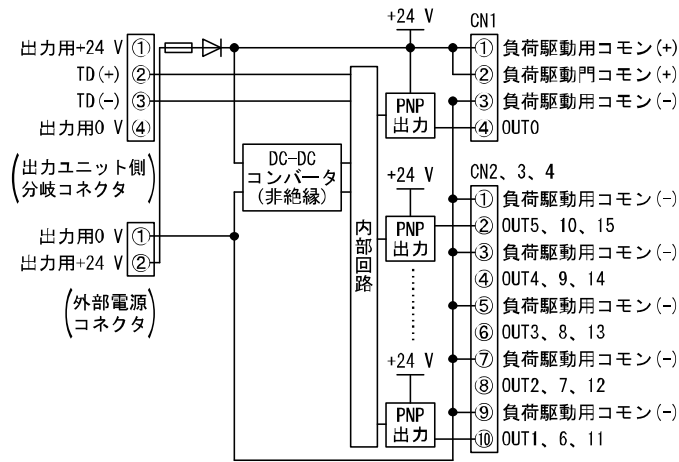 +24 V
CN1
出力用+24 V ①
TD(+) ②
TD(-) ③
出力用0 V ④
(出力ユニット側
分岐コネクタ)
出力用0 V ①
出力用+24 V ②
(外部電源
コネクタ)
DC-DC
コンバータ
(非絶縁)
内部回路
PNP
出力
① 負荷駆動用コモン(+)
② 負荷駆動門コモン(+)
③ 負荷駆動用コモン(-)
④ OUT0
CN2、3、4
+24 V
PNP
出力
① 負荷駆動用コモン(-)
② OUT5、10、15
③ 負荷駆動用コモン(-)
④ OUT4、9、14
⑤ 負荷駆動用コモン(-)
⑥ OUT3、8、13
⑦ 負荷駆動用コモン(-)
⑧ OUT2、7、12
⑨ 負荷駆動用コモン(-)
⑩ OUT1、6、11
+24 V
PNP
出力